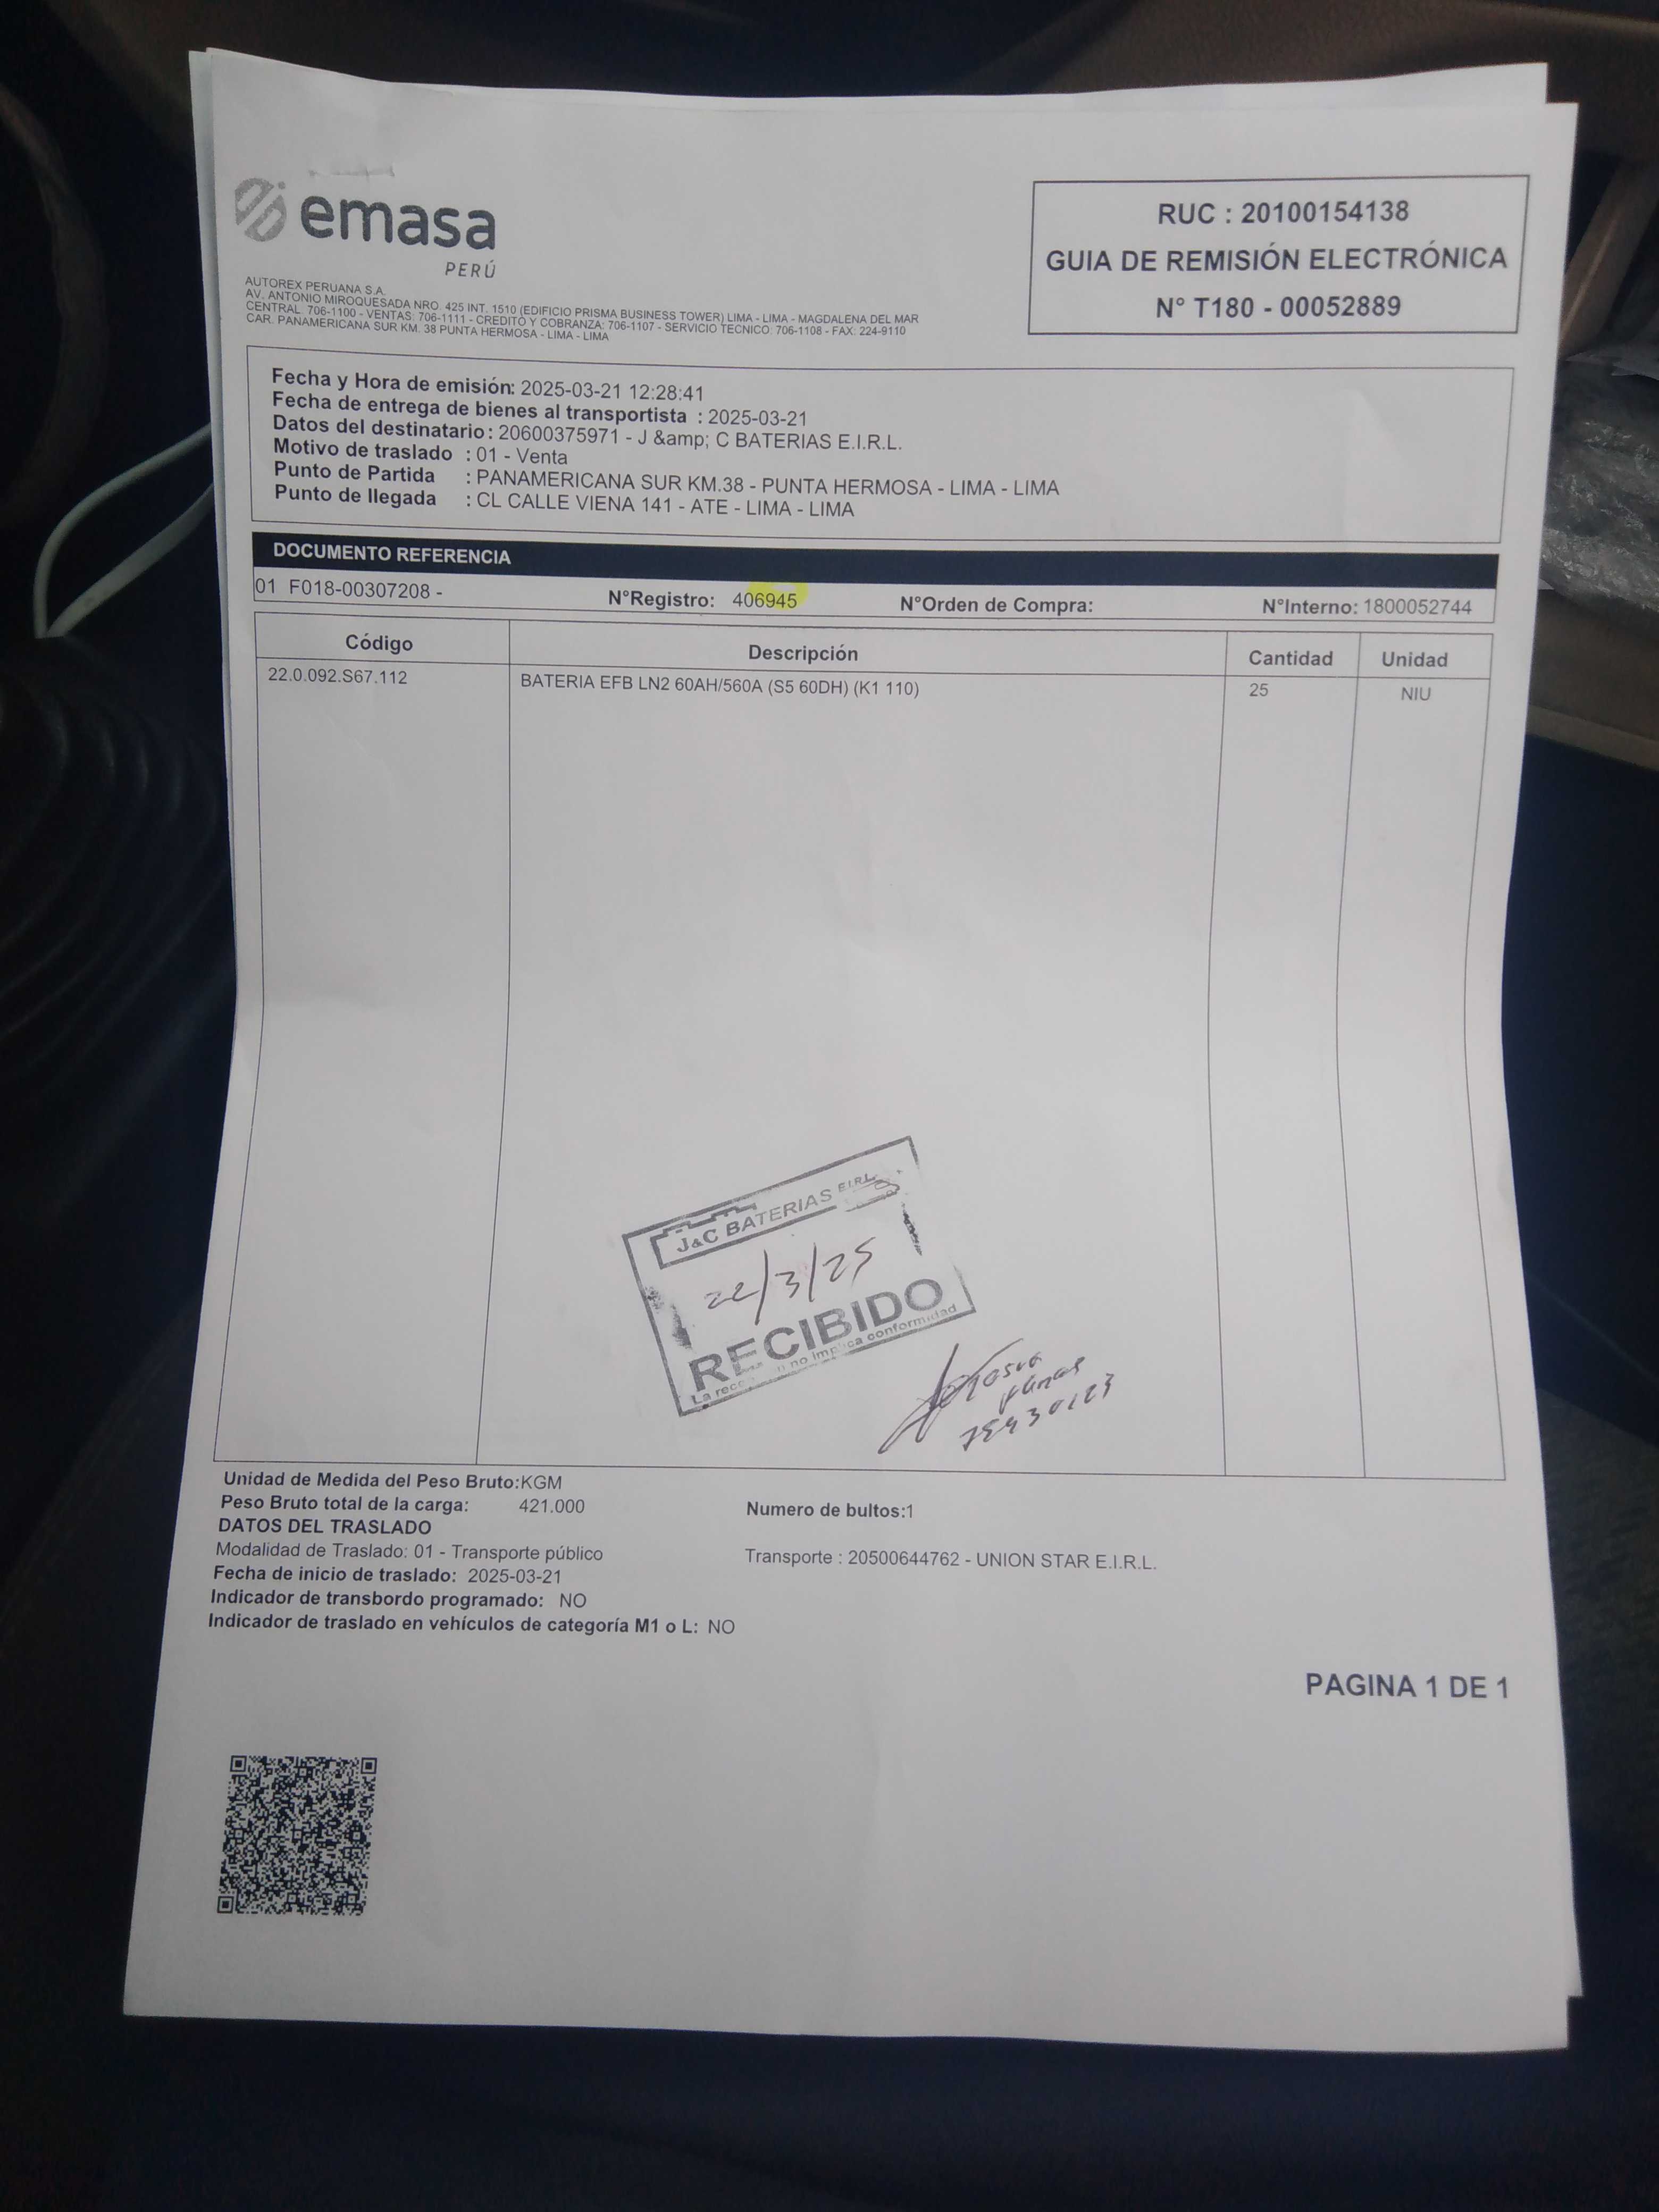 emasa
PERÚ
AUTOREX PERUANA S.A.
AV. ANTONIO MIROQUESADA NRO. 425 INT. 1510 (EDIFICIO PRISMA BUSINESS TOWER) LIMA - LIMA - MAGDALENA DEL MAR
CENTRAL. 706-1100 - VENTAS: 706-1111 - CREDITO Y COBRANZA: 706-1107 - SERVICIO TECNICO: 706-1108 - FAX: 224-9110
CAR. PANAMERICANA SUR KM. 38 PUNTA HERMOSA - LIMA - LIMA
RUC : 20100154138
GUIA DE REMISIÓN ELECTRÓNICA
N° T180 - 00052889
Fecha y Hora de emisión: 2025-03-21 12:28:41
Fecha de entrega de bienes al transportista : 2025-03-21
Datos del destinatario : 20600375971 - J &amp; C BATERIAS E.I.R.L.
Motivo de traslado : 01 - Venta
Punto de Partida : PANAMERICANA SUR KM.38 - PUNTA HERMOSA - LIMA - LIMA
Punto de llegada : CL CALLE VIENA 141 - ATE - LIMA - LIMA
DOCUMENTO REFERENCIA
01 F018-00307208 - N°Registro: 406945 N°Orden de Compra: N°Interno: 1800052744
Código Descripción Cantidad Unidad
22.0.092.S67.112 BATERIA EFB LN2 60AH/560A (S5 60DH) (K1 110) 25 NIU
J&C BATERIAS E.I.R.L.
22/3/25
RECIBIDO
La rece no implica conformidad
Unidad de Medida del Peso Bruto:KGM
Peso Bruto total de la carga: 421.000 Numero de bultos:1
DATOS DEL TRASLADO
Modalidad de Traslado: 01 - Transporte público Transporte : 20500644762 - UNION STAR E.I.R.L.
Fecha de inicio de traslado: 2025-03-21
Indicador de transbordo programado: NO
Indicador de traslado en vehículos de categoría M1 o L: NO
PAGINA 1 DE 1